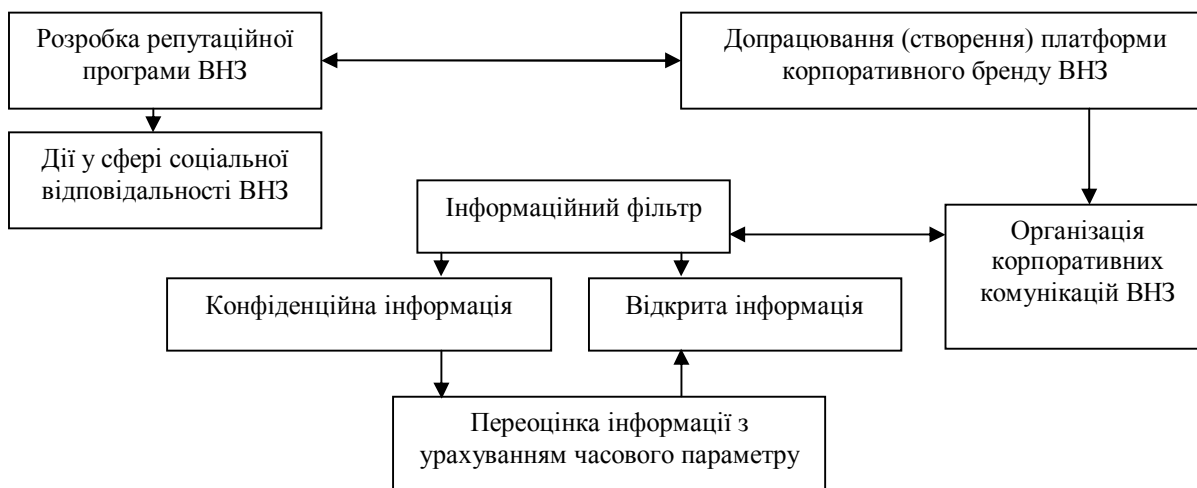 Розробка репутаційної
програми ВНЗ
Допрацювання (створення) платформи
корпоративного бренду ВНЗ
Дії у сфері соціальної
відповідальності ВНЗ
Інформаційний фільтр
Організація
корпоративних
комунікацій ВНЗ
Конфіденційна інформація
Відкрита інформація
Переоцінка інформації з
урахуванням часового параметру